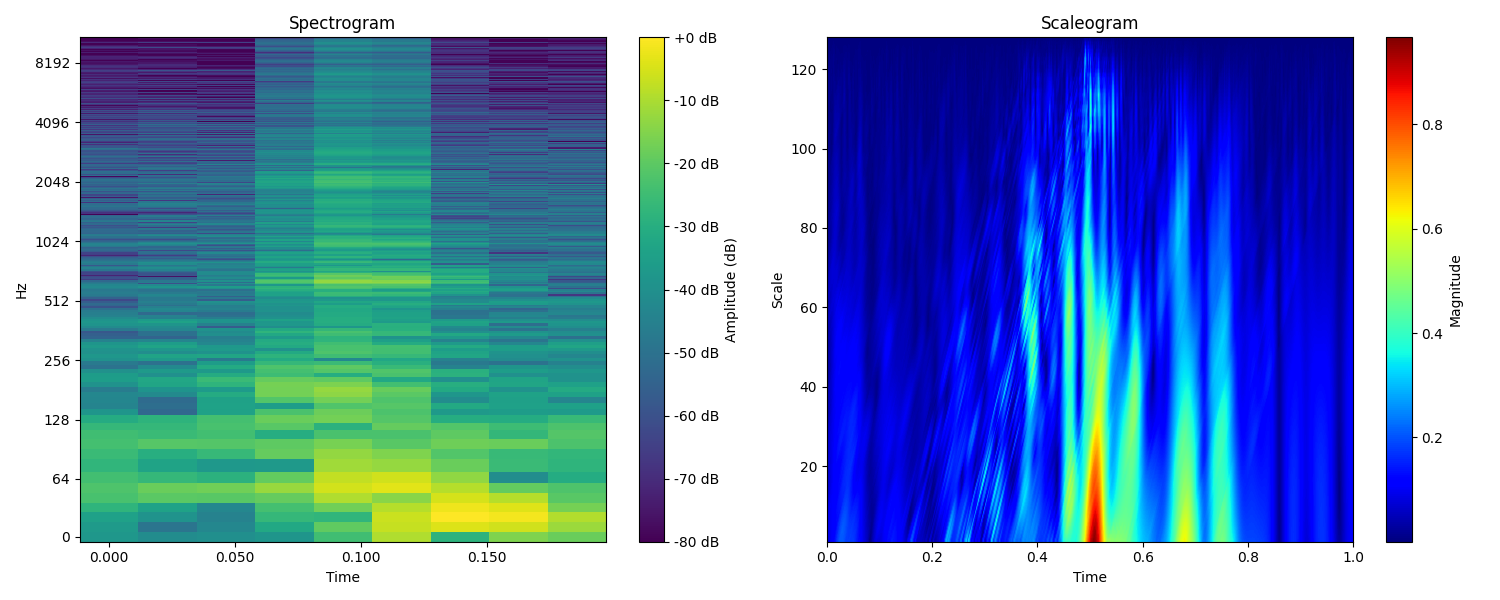 Spectrogram
Hz
8192
4096
2048
1024
512
256
128
64
0
0.000
0.050
0.100
0.150
Time
+0 dB
-10 dB
-20 dB
-30 dB
-40 dB
-50 dB
-60 dB
-70 dB
-80 dB
Amplitude (dB)
Scaleogram
Scale
120
100
80
60
40
20
0.0
0.2
0.4
0.6
0.8
1.0
Time
0.8
0.6
0.4
0.2
Magnitude